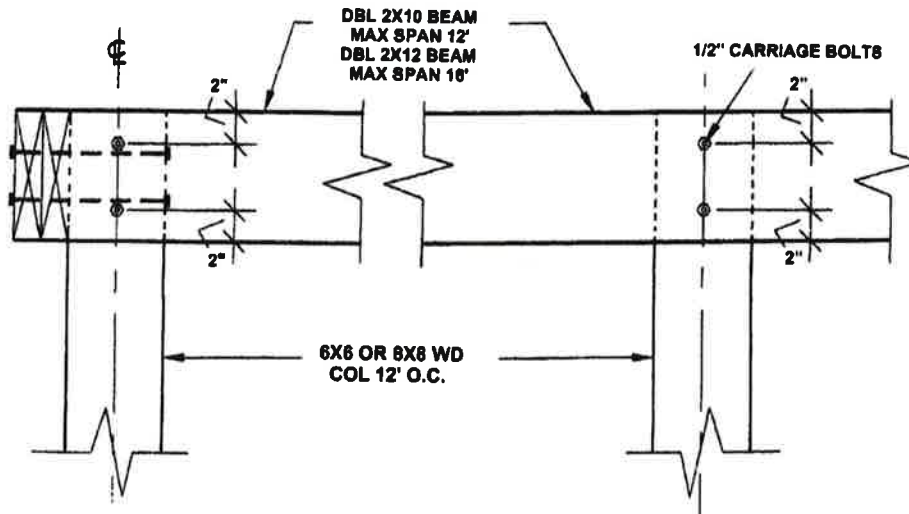 DBL 2X10 BEAM
MAX SPAN 12'
DBL 2X12 BEAM
MAX SPAN 16'
1/2" CARRIAGE BOLTS
℄
2"
2"
2"
2"
6X6 OR 8X8 WD
COL 12' O.C.